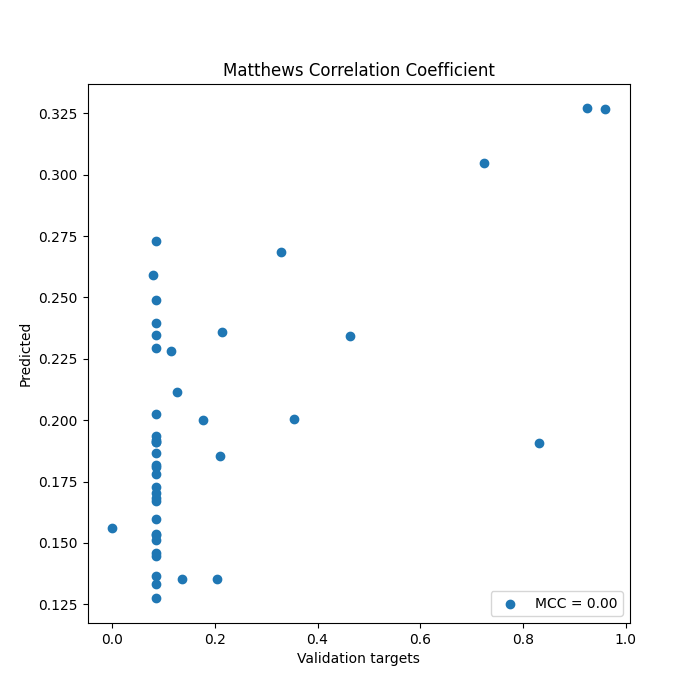 Matthews Correlation Coefficient
0.325
0.300
0.275
0.250
0.225
0.200
0.175
0.150
0.125
Predicted
MCC = 0.00
0.0 0.2 0.4 0.6 0.8 1.0
Validation targets